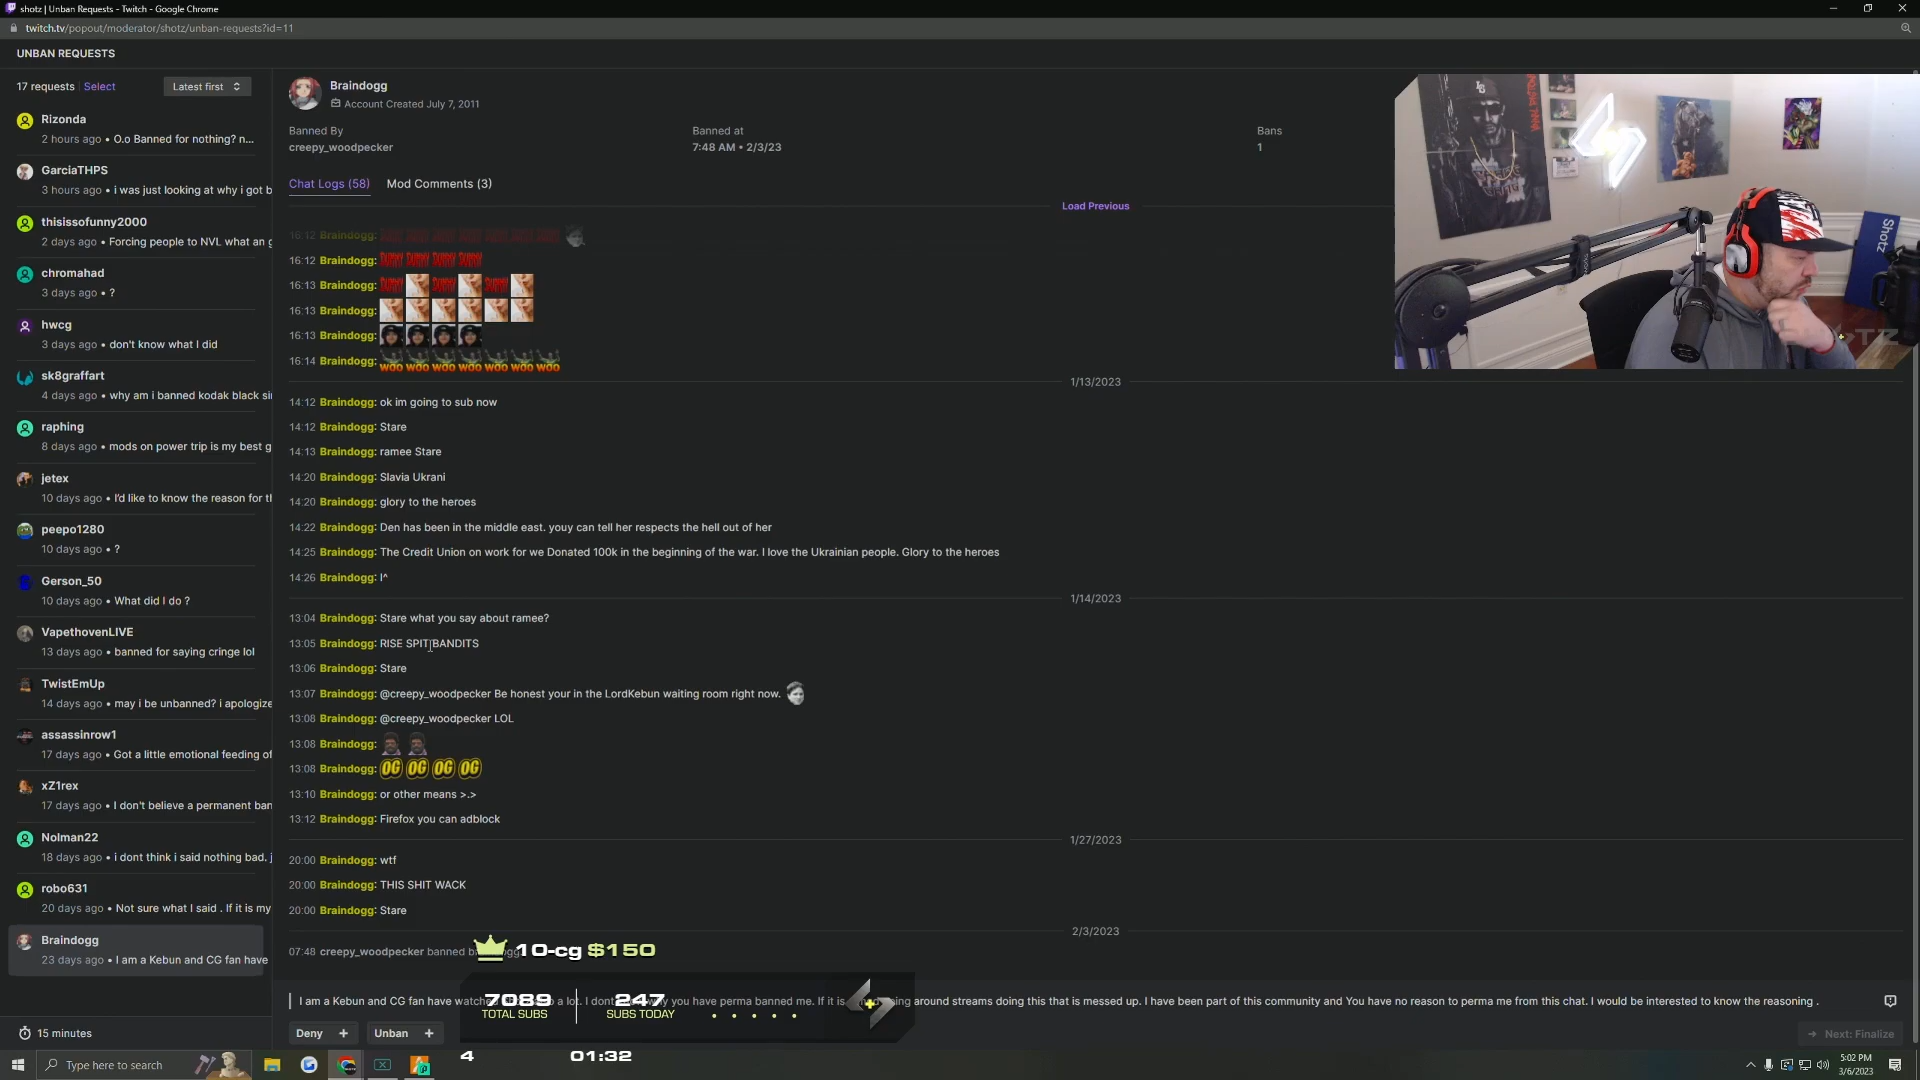 shotz | Unban Requests - Twitch - Google Chrome
twitch.tv/popout/moderator/shotz/unban-requests?id=11
UNBAN REQUESTS
17 requests Select Latest first
Rizonda
2 hours ago • O.o Banned for nothing? n...
GarciaTHPS
3 hours ago • i was just looking at why i got b
thisissofunny2000
2 days ago • Forcing people to NVL what an g
chromahad
3 days ago • ?
hwcg
3 days ago • don't know what I did
sk8graffart
4 days ago • why am i banned kodak black si
raphing
8 days ago • mods on power trip is my best g
jetex
10 days ago • I'd like to know the reason for t
peepo1280
10 days ago • ?
Gerson_50
10 days ago • What did I do ?
VapethovenLIVE
13 days ago • banned for saying cringe lol
TwistEmUp
14 days ago • may i be unbanned? i apologize
assassinrow1
17 days ago • Got a little emotional feeding of
xZ1rex
17 days ago • I don't believe a permanent ban
Nolman22
18 days ago • i dont think i said nothing bad.
robo631
20 days ago • Not sure what I said . If it is my
Braindogg
23 days ago • I am a Kebun and CG fan have
15 minutes
Braindogg
Account Created July 7, 2011
Banned By
creepy_woodpecker
Banned at
7:48 AM • 2/3/23
Bans
1
Chat Logs (58) Mod Comments (3)
Load Previous
16:12 Braindogg:
16:12 Braindogg:
16:13 Braindogg:
16:13 Braindogg:
16:13 Braindogg:
16:14 Braindogg: WOO WOO WOO WOO WOO WOO WOO
1/13/2023
14:12 Braindogg: ok im going to sub now
14:12 Braindogg: Stare
14:13 Braindogg: ramee Stare
14:20 Braindogg: Slavia Ukrani
14:20 Braindogg: glory to the heroes
14:22 Braindogg: Den has been in the middle east. youy can tell her respects the hell out of her
14:25 Braindogg: The Credit Union on work for we Donated 100k in the beginning of the war. I love the Ukrainian people. Glory to the heroes
14:26 Braindogg: I^
1/14/2023
13:04 Braindogg: Stare what you say about ramee?
13:05 Braindogg: RISE SPIT BANDITS
13:06 Braindogg: Stare
13:07 Braindogg: @creepy_woodpecker Be honest your in the LordKebun waiting room right now.
13:08 Braindogg: @creepy_woodpecker LOL
13:08 Braindogg:
13:08 Braindogg: OG OG OG OG
13:10 Braindogg: or other means >.>
13:12 Braindogg: Firefox you can adblock
1/27/2023
20:00 Braindogg: wtf
20:00 Braindogg: THIS SHIT WACK
20:00 Braindogg: Stare
2/3/2023
07:48 creepy_woodpecker banned
10-cg $150
I am a Kebun and CG fan have watched a lot. I dont why you have perma banned me. If it is around streams doing this that is messed up. I have been part of this community and You have no reason to perma me from this chat. I would be interested to know the reasoning .
7089
TOTAL SUBS
247
SUBS TODAY
Deny + Unban +
Next: Finalize
4 01:32
Type here to search
5:02 PM
3/6/2023
Shotz